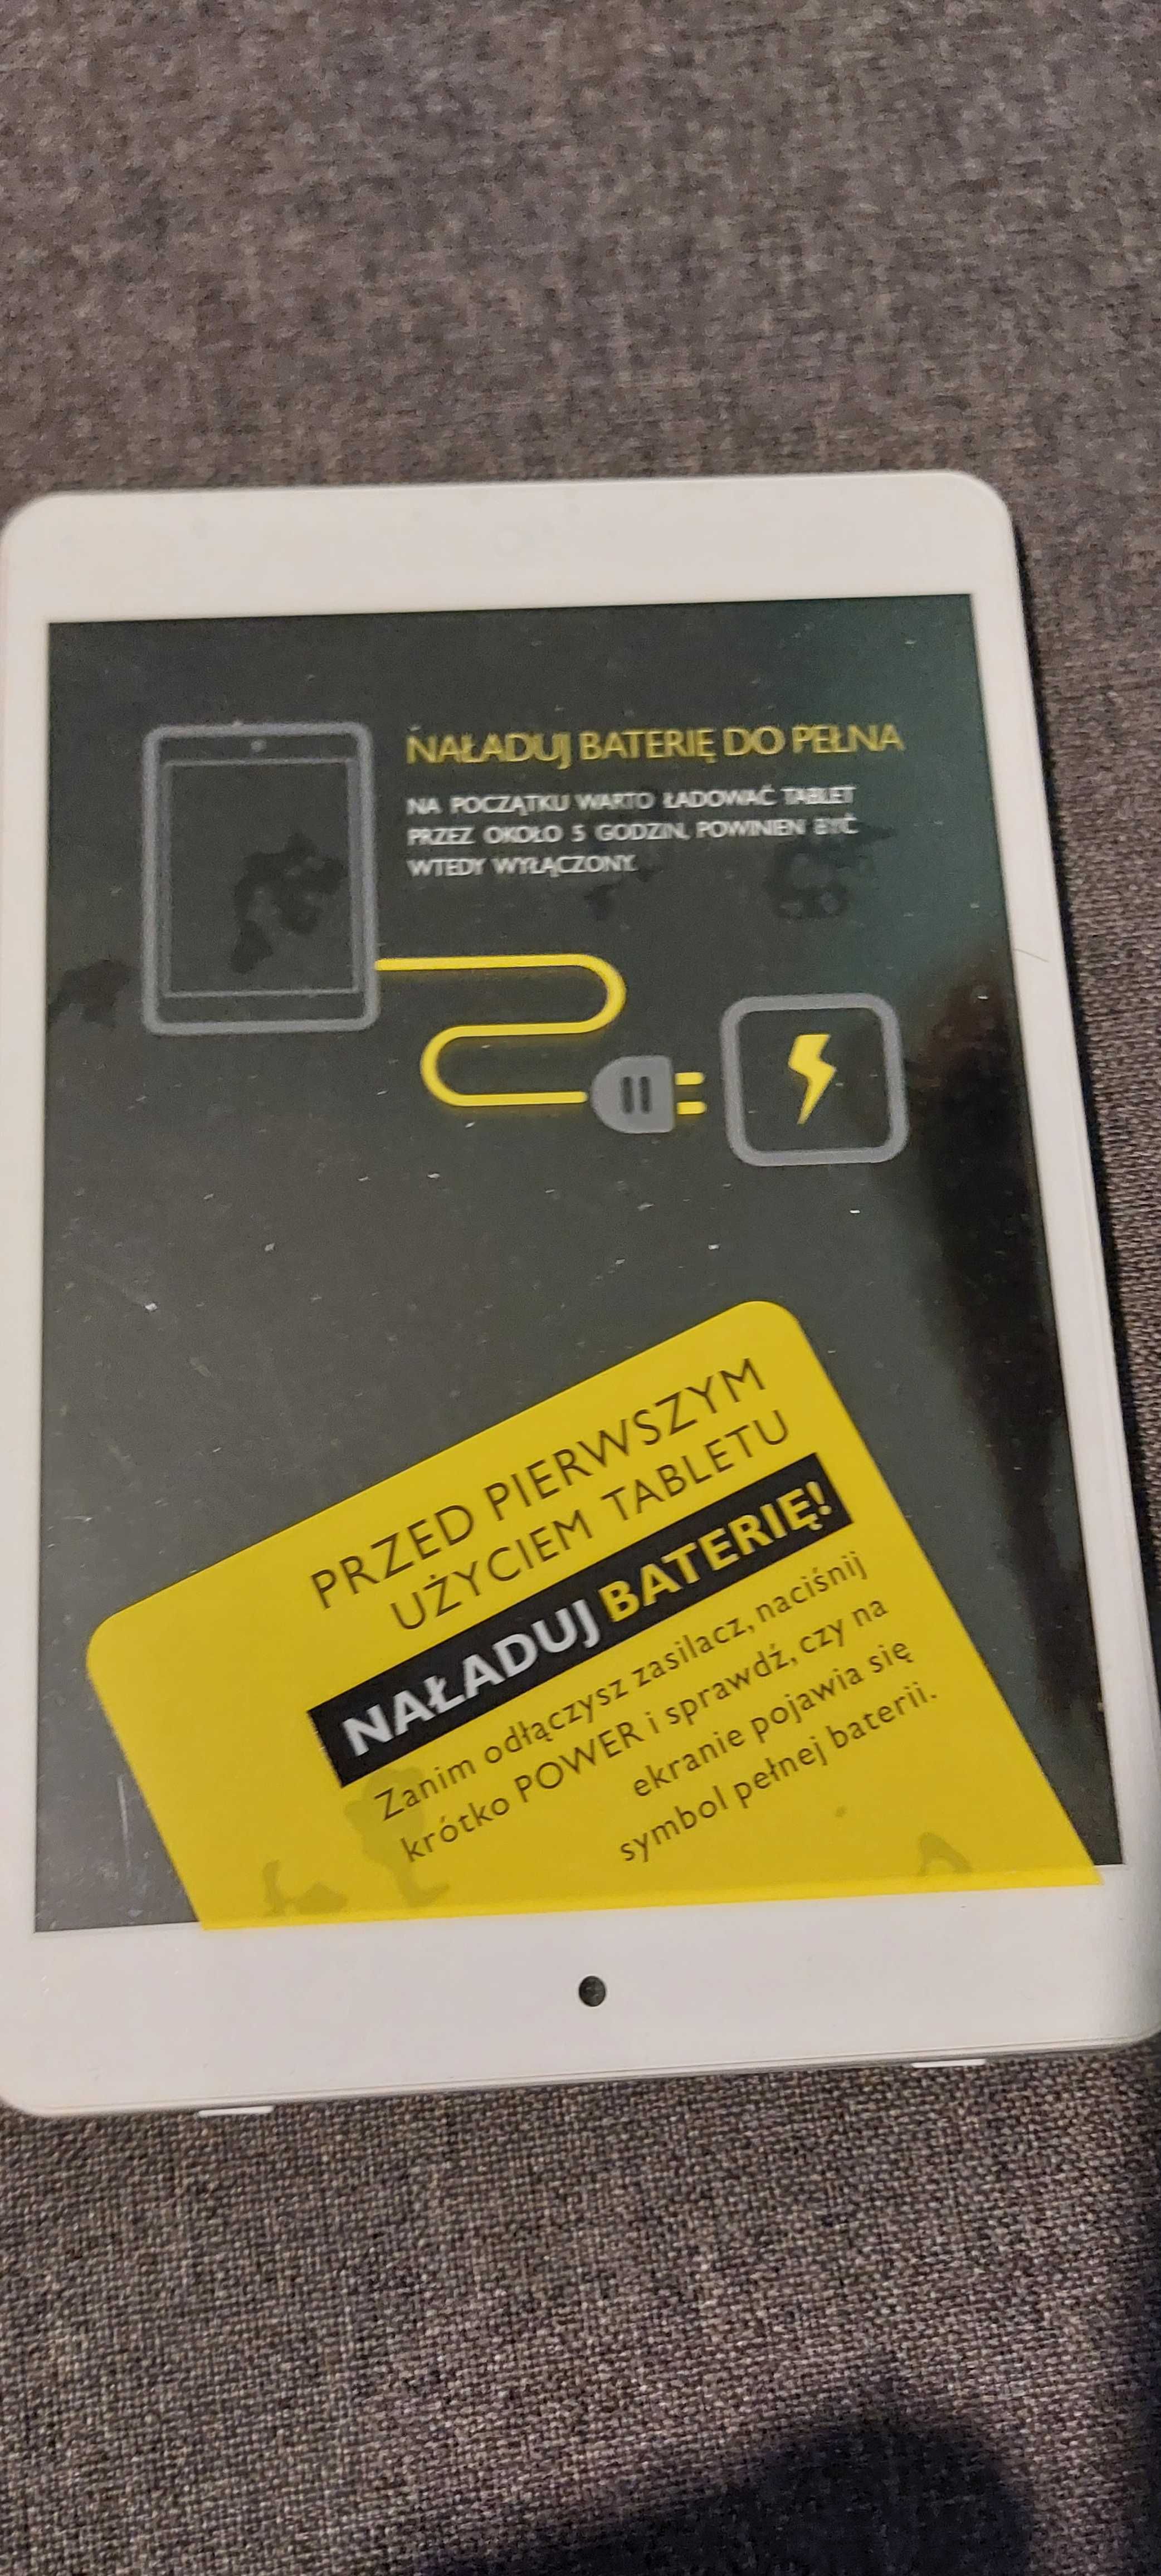 NAŁADUJ BATERIĘ DO PEŁNA
NA POCZĄTKU WARTO ŁADOWAĆ TABLET
PRZEZ OKOŁO 5 GODZIN, POWINIEN BYĆ
WTEDY WYŁĄCZONY.
PRZED PIERWSZYM
UŻYCIEM TABLETU
NAŁADUJ BATERIĘ!
Zanim odłączysz zasilacz, naciśnij
krótko POWER i sprawdź, czy na
ekranie pojawia się
symbol pełnej baterii.